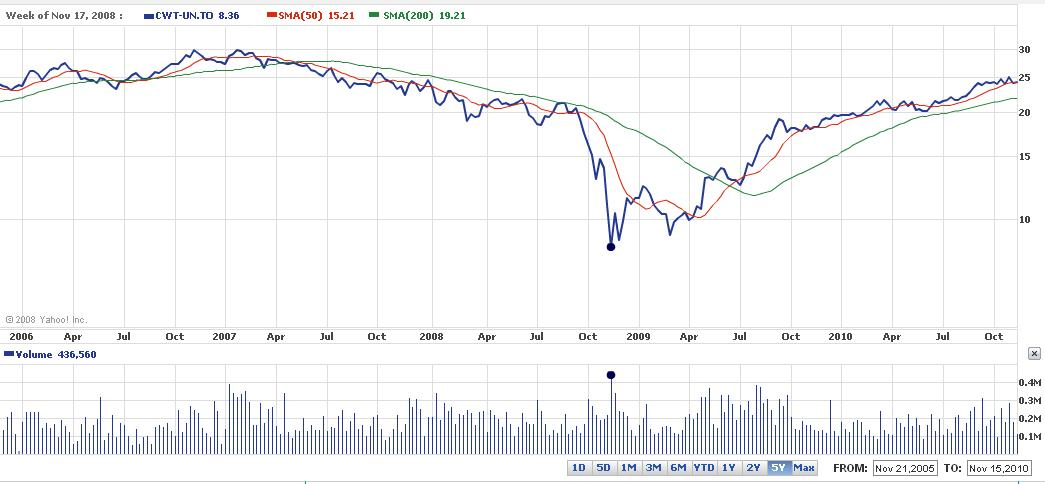 Week of Nov 17, 2008 : CWT-UN.TO 8.36 SMA(50) 15.21 SMA(200) 19.21
30
25
20
15
10
© 2008 Yahoo! Inc.
2006 Apr Jul Oct 2007 Apr Jul Oct 2008 Apr Jul Oct 2009 Apr Jul Oct 2010 Apr Jul Oct
Volume 436,560
0.4M
0.3M
0.2M
0.1M
1D 5D 1M 3M 6M YTD 1Y 2Y 5Y Max FROM: Nov 21,2005 TO: Nov 15,2010